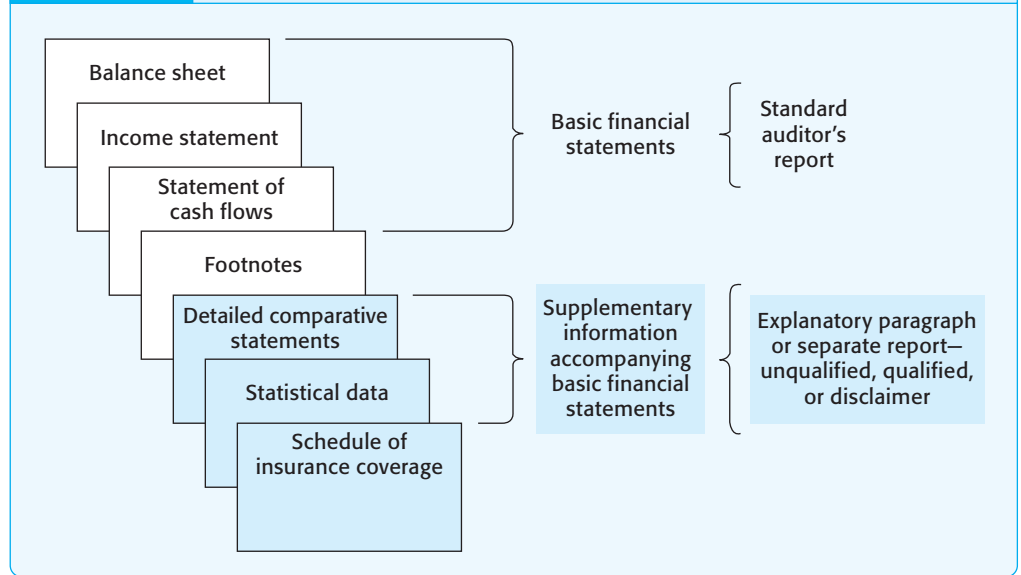 Balance sheet
Income statement
Statement of
cash flows
Footnotes
Detailed comparative
statements
Statistical data
Schedule of
insurance coverage
Basic financial
statements
Standard
auditor’s
report
Supplementary
information
accompanying
basic financial
statements
Explanatory paragraph
or separate report—
unqualified, qualified,
or disclaimer